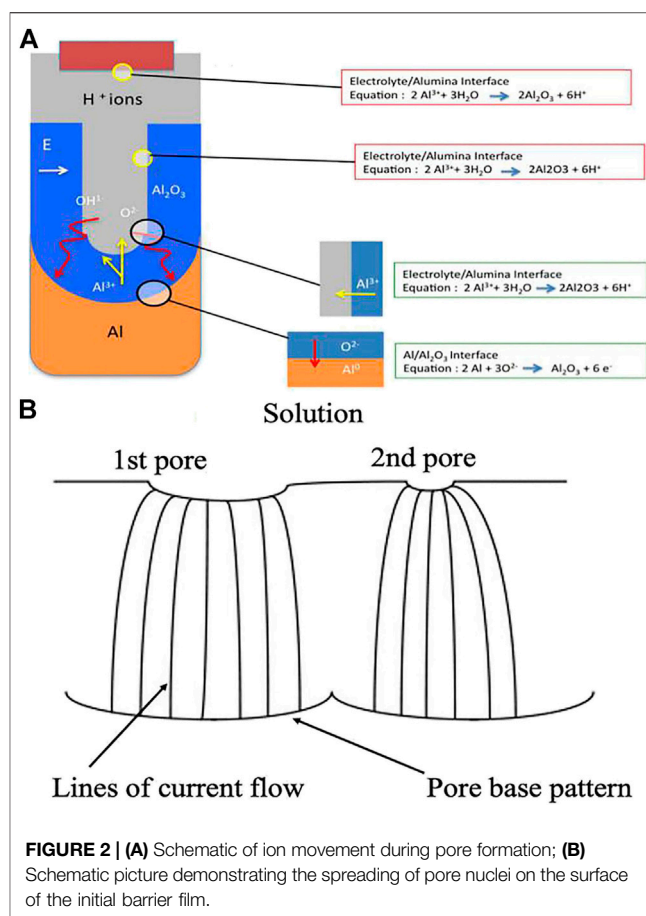 A
H⁺ ions
E
Al₂O₃
OH¹⁻
O²⁻
Al³⁺
Al
Electrolyte/Alumina Interface
Equation : 2 Al³⁺+ 3H₂O → 2Al₂O₃ + 6H⁺
Electrolyte/Alumina Interface
Equation : 2 Al³⁺+ 3H₂O → 2Al2O3 + 6H⁺
Al³⁺
Electrolyte/Alumina Interface
Equation : 2 Al³⁺+ 3H₂O → 2Al2O3 + 6H⁺
O²⁻
Al⁰
Al/Al₂O₃ Interface
Equation : 2 Al + 3O²⁻ → Al₂O₃ + 6 e⁻
B
Solution
1st pore
2nd pore
Lines of current flow
Pore base pattern
FIGURE 2 | (A) Schematic of ion movement during pore formation; (B)
Schematic picture demonstrating the spreading of pore nuclei on the surface
of the initial barrier film.